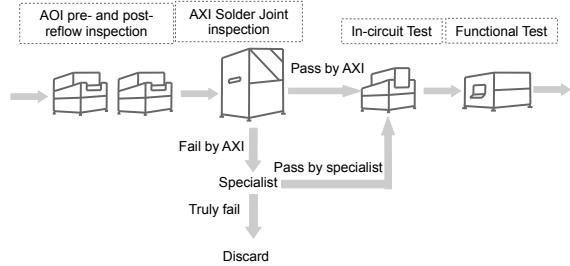 AOI pre- and post-
reflow inspection
AXI Solder Joint
inspection
In-circuit Test
Functional Test
Pass by AXI
Fail by AXI
Pass by specialist
Specialist
Truly fail
Discard